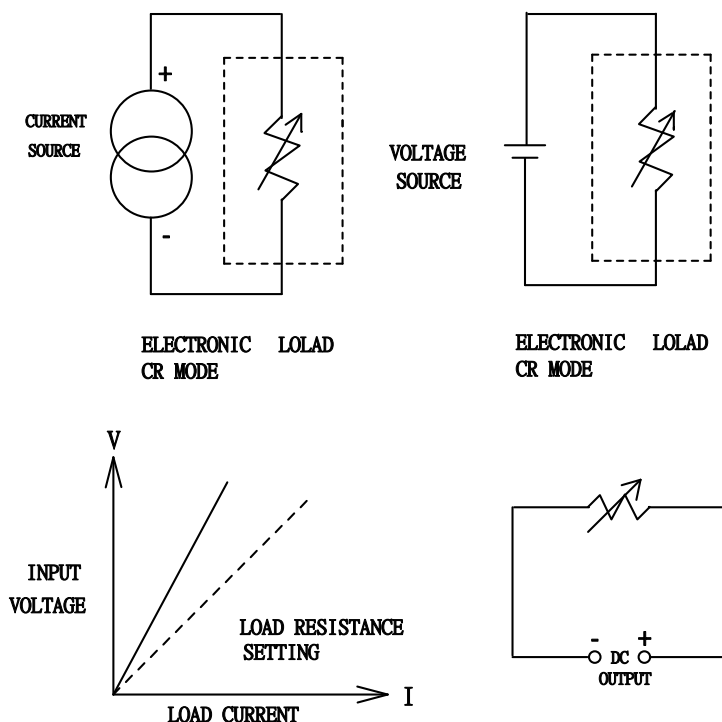 +
CURRENT
SOURCE
-
VOLTAGE
SOURCE
ELECTRONIC LOLAD
CR MODE
ELECTRONIC LOLAD
CR MODE
V
INPUT
VOLTAGE
LOAD RESISTANCE
SETTING
I
LOAD CURRENT
- +
DC
OUTPUT